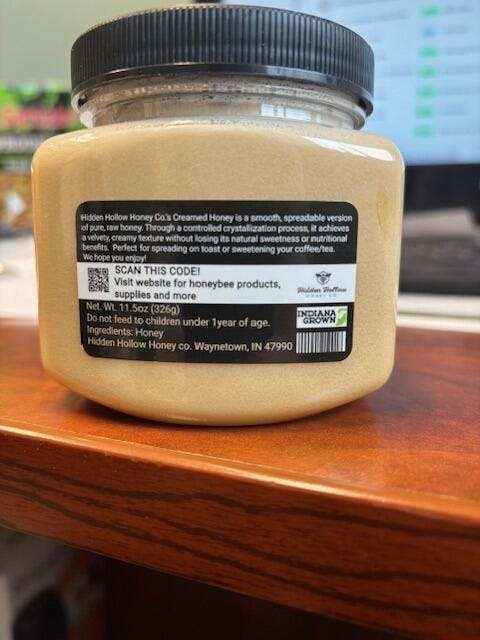 Hidden Hollow Honey Co.'s Creamed Honey is a smooth, spreadable version
of pure, raw honey. Through a controlled crystallization process, it achieves
a velvety, creamy texture without losing its natural sweetness or nutritional
benefits. Perfect for spreading on toast or sweetening your coffee/tea.
We hope you enjoy!
SCAN THIS CODE!
Visit website for honeybee products,
supplies and more
Hidden Hollow
HONEY CO.
Net. Wt. 11.5oz (326g)
Do not feed to children under 1year of age.
Ingredients: Honey
Hidden Hollow Honey co. Waynetown, IN 47990
INDIANA
GROWN